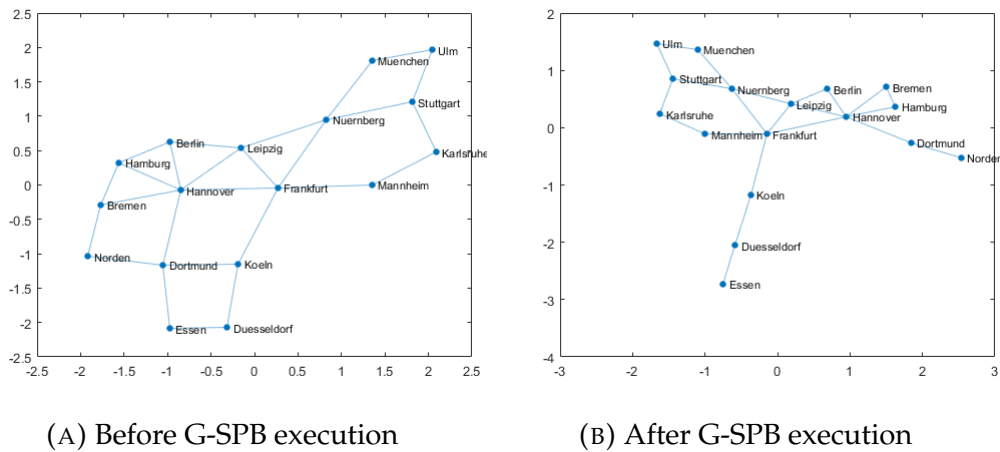 2.5
2
1.5
1
0.5
0
-0.5
-1
-1.5
-2
-2.5
-2.5 -2 -1.5 -1 -0.5 0 0.5 1 1.5 2 2.5
Ulm
Muenchen
Stuttgart
Nuernberg
Berlin
Leipzig
Karlsruhe
Hamburg
Hannover
Frankfurt
Mannheim
Bremen
Norden
Dortmund
Koeln
Essen
Duesseldorf
(A) Before G-SPB execution
2
1
0
-1
-2
-3
-4
-3 -2 -1 0 1 2 3
Ulm
Muenchen
Stuttgart
Nuernberg
Berlin
Bremen
Leipzig
Hamburg
Karlsruhe
Hannover
Mannheim
Frankfurt
Dortmund
Norder
Koeln
Duesseldorf
Essen
(B) After G-SPB execution